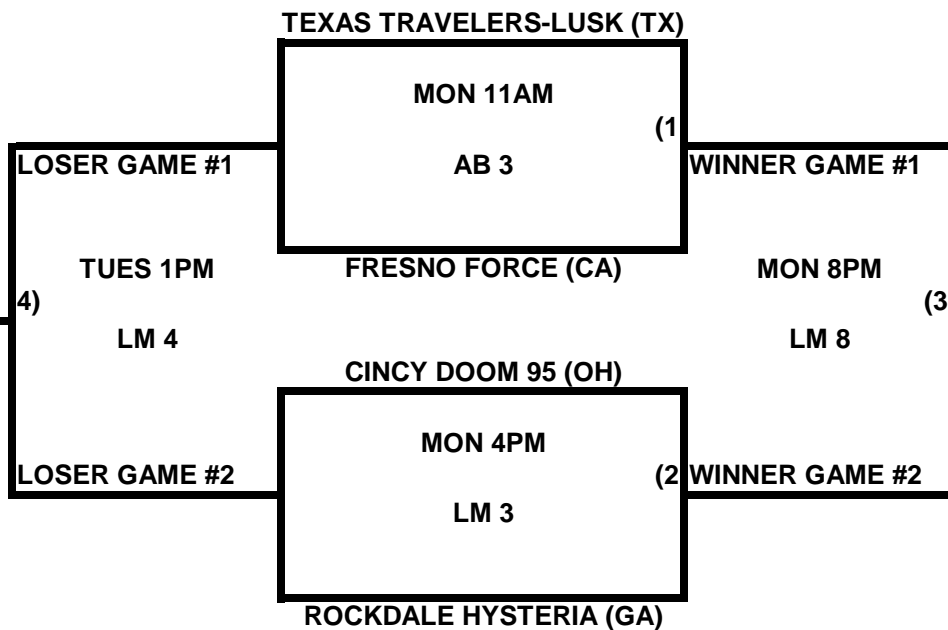 TEXAS TRAVELERS-LUSK (TX)
MON 11AM
(1
LOSER GAME #1
AB 3
WINNER GAME #1
TUES 1PM
FRESNO FORCE (CA)
MON 8PM
4)
(3
LM 4
LM 8
CINCY DOOM 95 (OH)
MON 4PM
LOSER GAME #2
(2
WINNER GAME #2
LM 3
ROCKDALE HYSTERIA (GA)